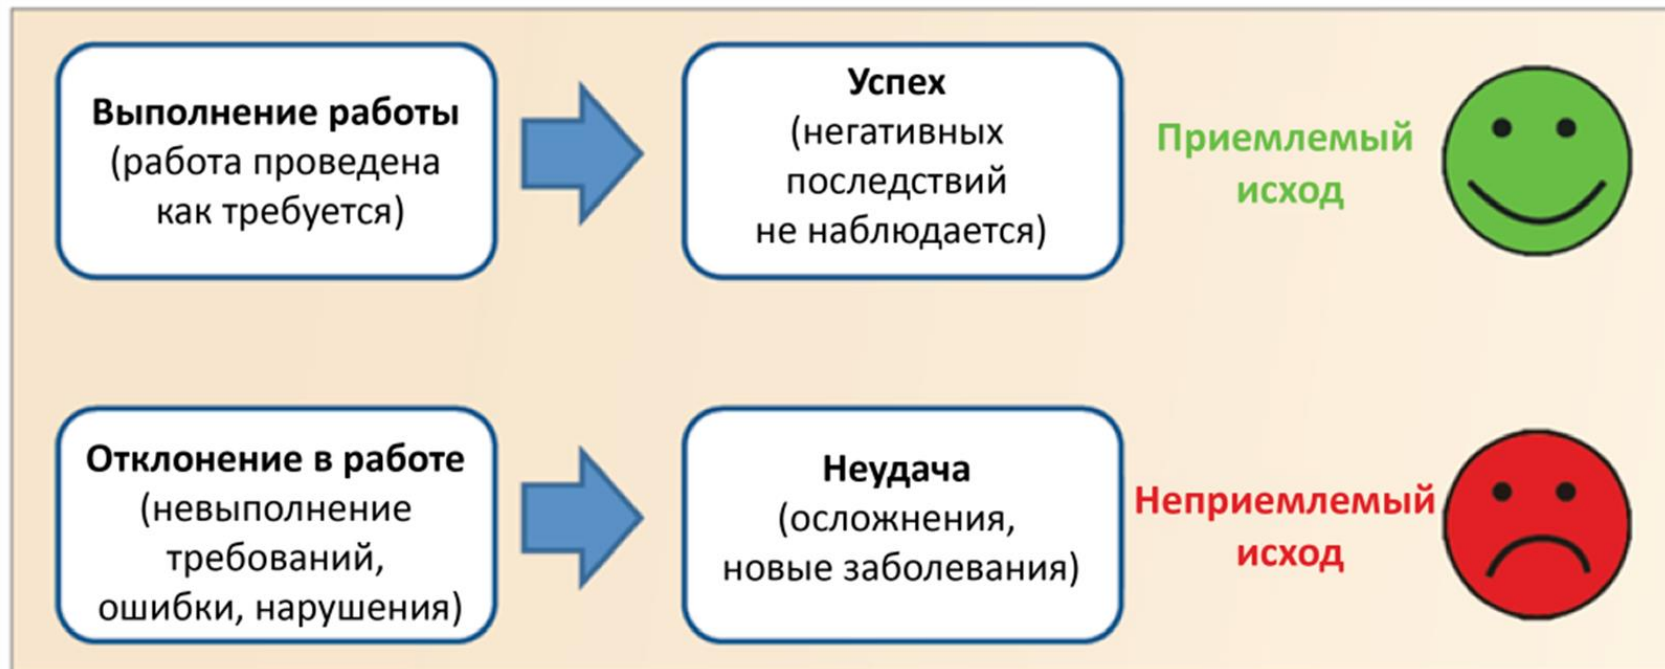 Выполнение работы
(работа проведена
как требуется)
Успех
(негативных
последствий
не наблюдается)
Приемлемый
исход
Отклонение в работе
(невыполнение
требований,
ошибки, нарушения)
Неудача
(осложнения,
новые заболевания)
Неприемлемый
исход